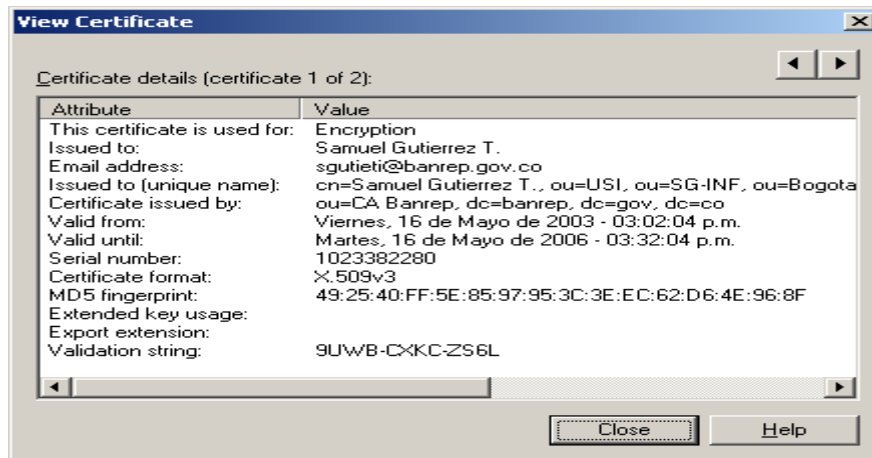 View Certificate
Certificate details (certificate 1 of 2):
Attribute Value
This certificate is used for: Encryption
Issued to: Samuel Gutierrez T.
Email address: sgutieti@banrep.gov.co
Issued to (unique name): cn=Samuel Gutierrez T., ou=USI, ou=SG-INF, ou=Bogota
Certificate issued by: ou=CA Banrep, dc=banrep, dc=gov, dc=co
Valid from: Viernes, 16 de Mayo de 2003 - 03:02:04 p.m.
Valid until: Martes, 16 de Mayo de 2006 - 03:32:04 p.m.
Serial number: 1023382280
Certificate format: X.509v3
MD5 fingerprint: 49:25:40:FF:5E:85:97:95:3C:3E:EC:62:D6:4E:96:8F
Extended key usage:
Export extension:
Validation string: 9UWB-CXKC-ZS6L
Close Help